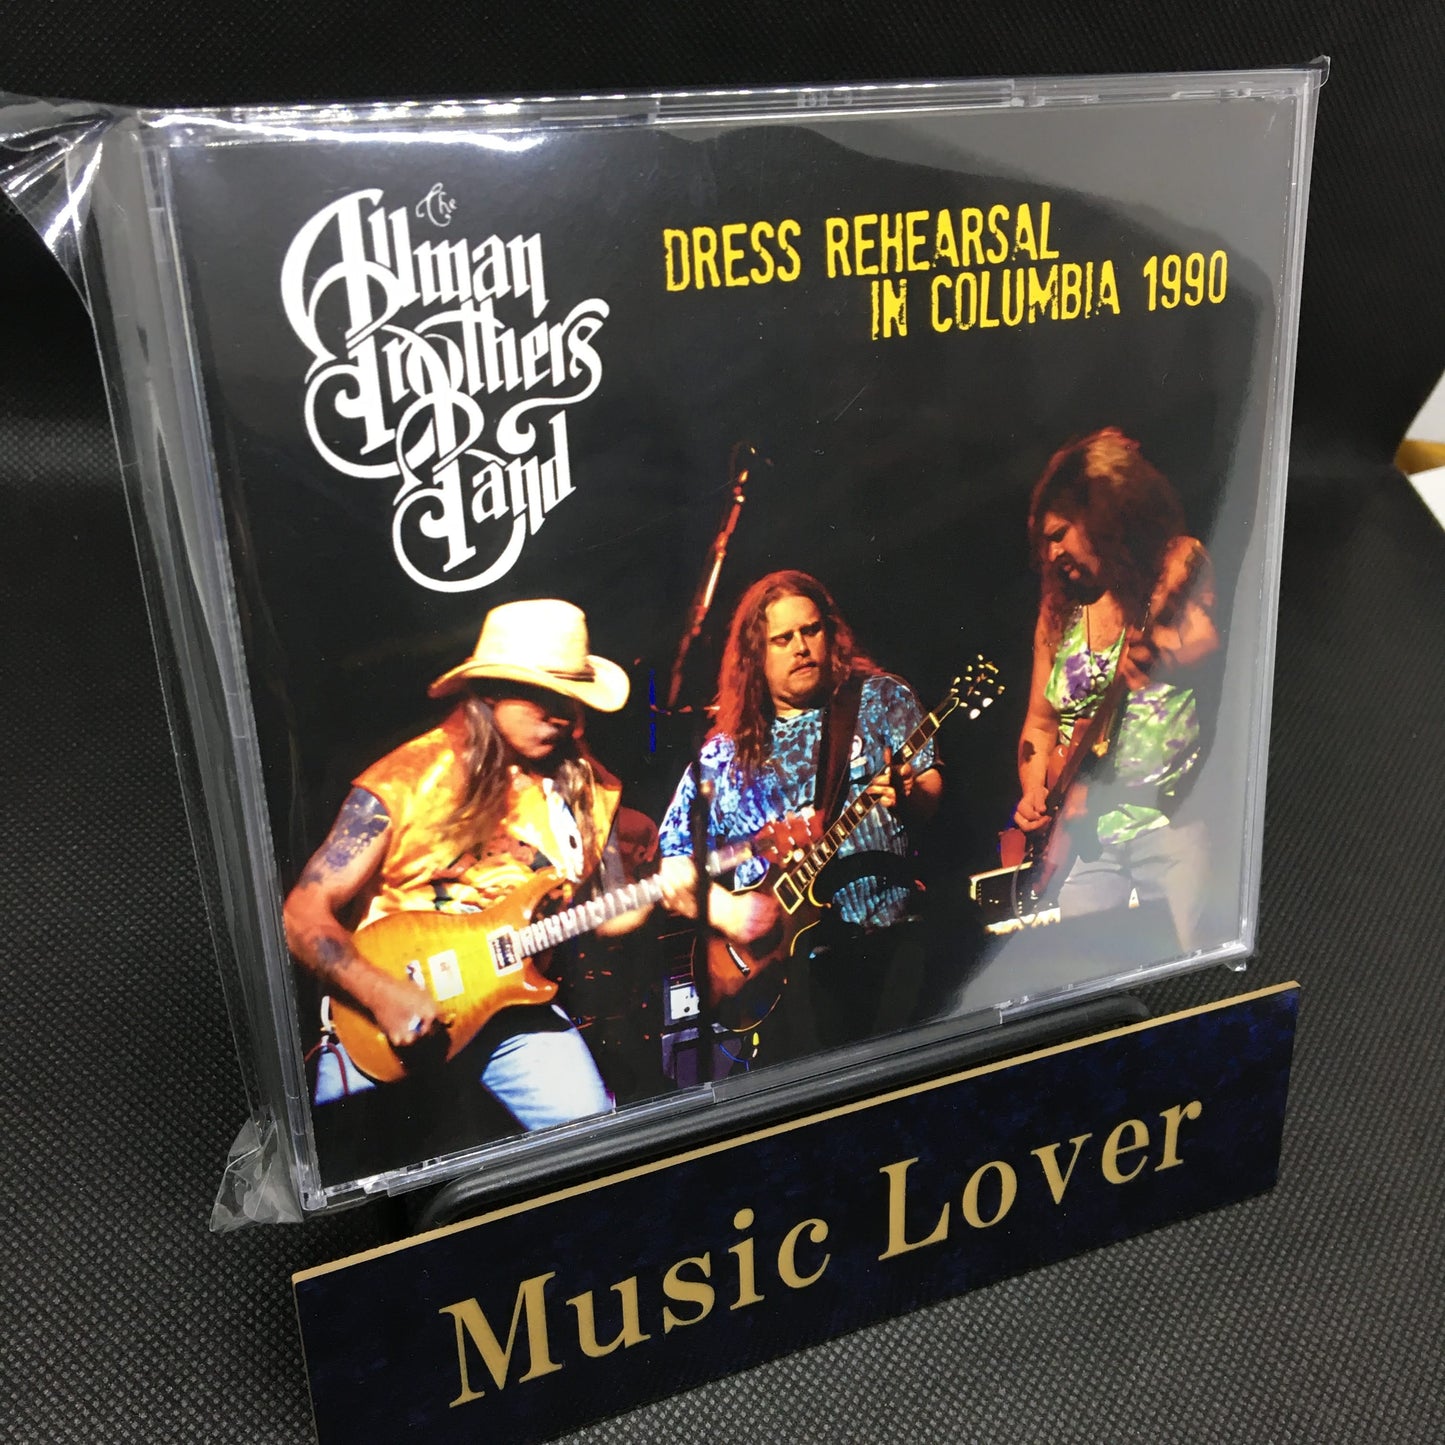 The
Allman
Brothers
Band
DRESS REHEARSAL
IN COLUMBIA 1990
Music Lover